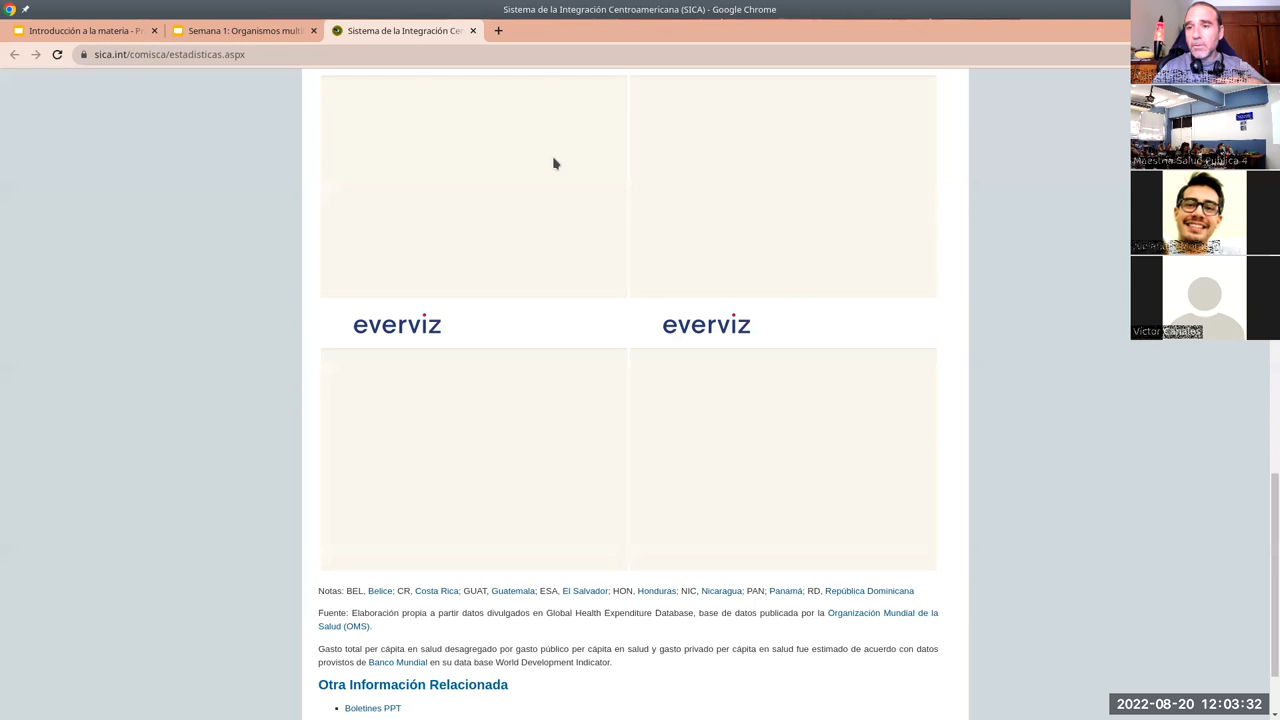 Sistema de la Integración Centroamericana (SICA) - Google Chrome
Introducción a la materia - P
Semana 1: Organismos mult
Sistema de la Integración Ce
sica.int/comisca/estadisticas.aspx
Maestría Salud Pública 4
Víctor Canales
everviz
everviz
Notas: BEL, Belice; CR, Costa Rica; GUAT, Guatemala; ESA, El Salvador; HON, Honduras; NIC, Nicaragua; PAN; Panamá; RD, República Dominicana
Fuente: Elaboración propia a partir datos divulgados en Global Health Expenditure Database, base de datos publicada por la Organización Mundial de la
Salud (OMS).
Gasto total per cápita en salud desagregado por gasto público per cápita en salud y gasto privado per cápita en salud fue estimado de acuerdo con datos
provistos de Banco Mundial en su data base World Development Indicator.
Otra Información Relacionada
Boletines PPT
2022-08-20 12:03:32